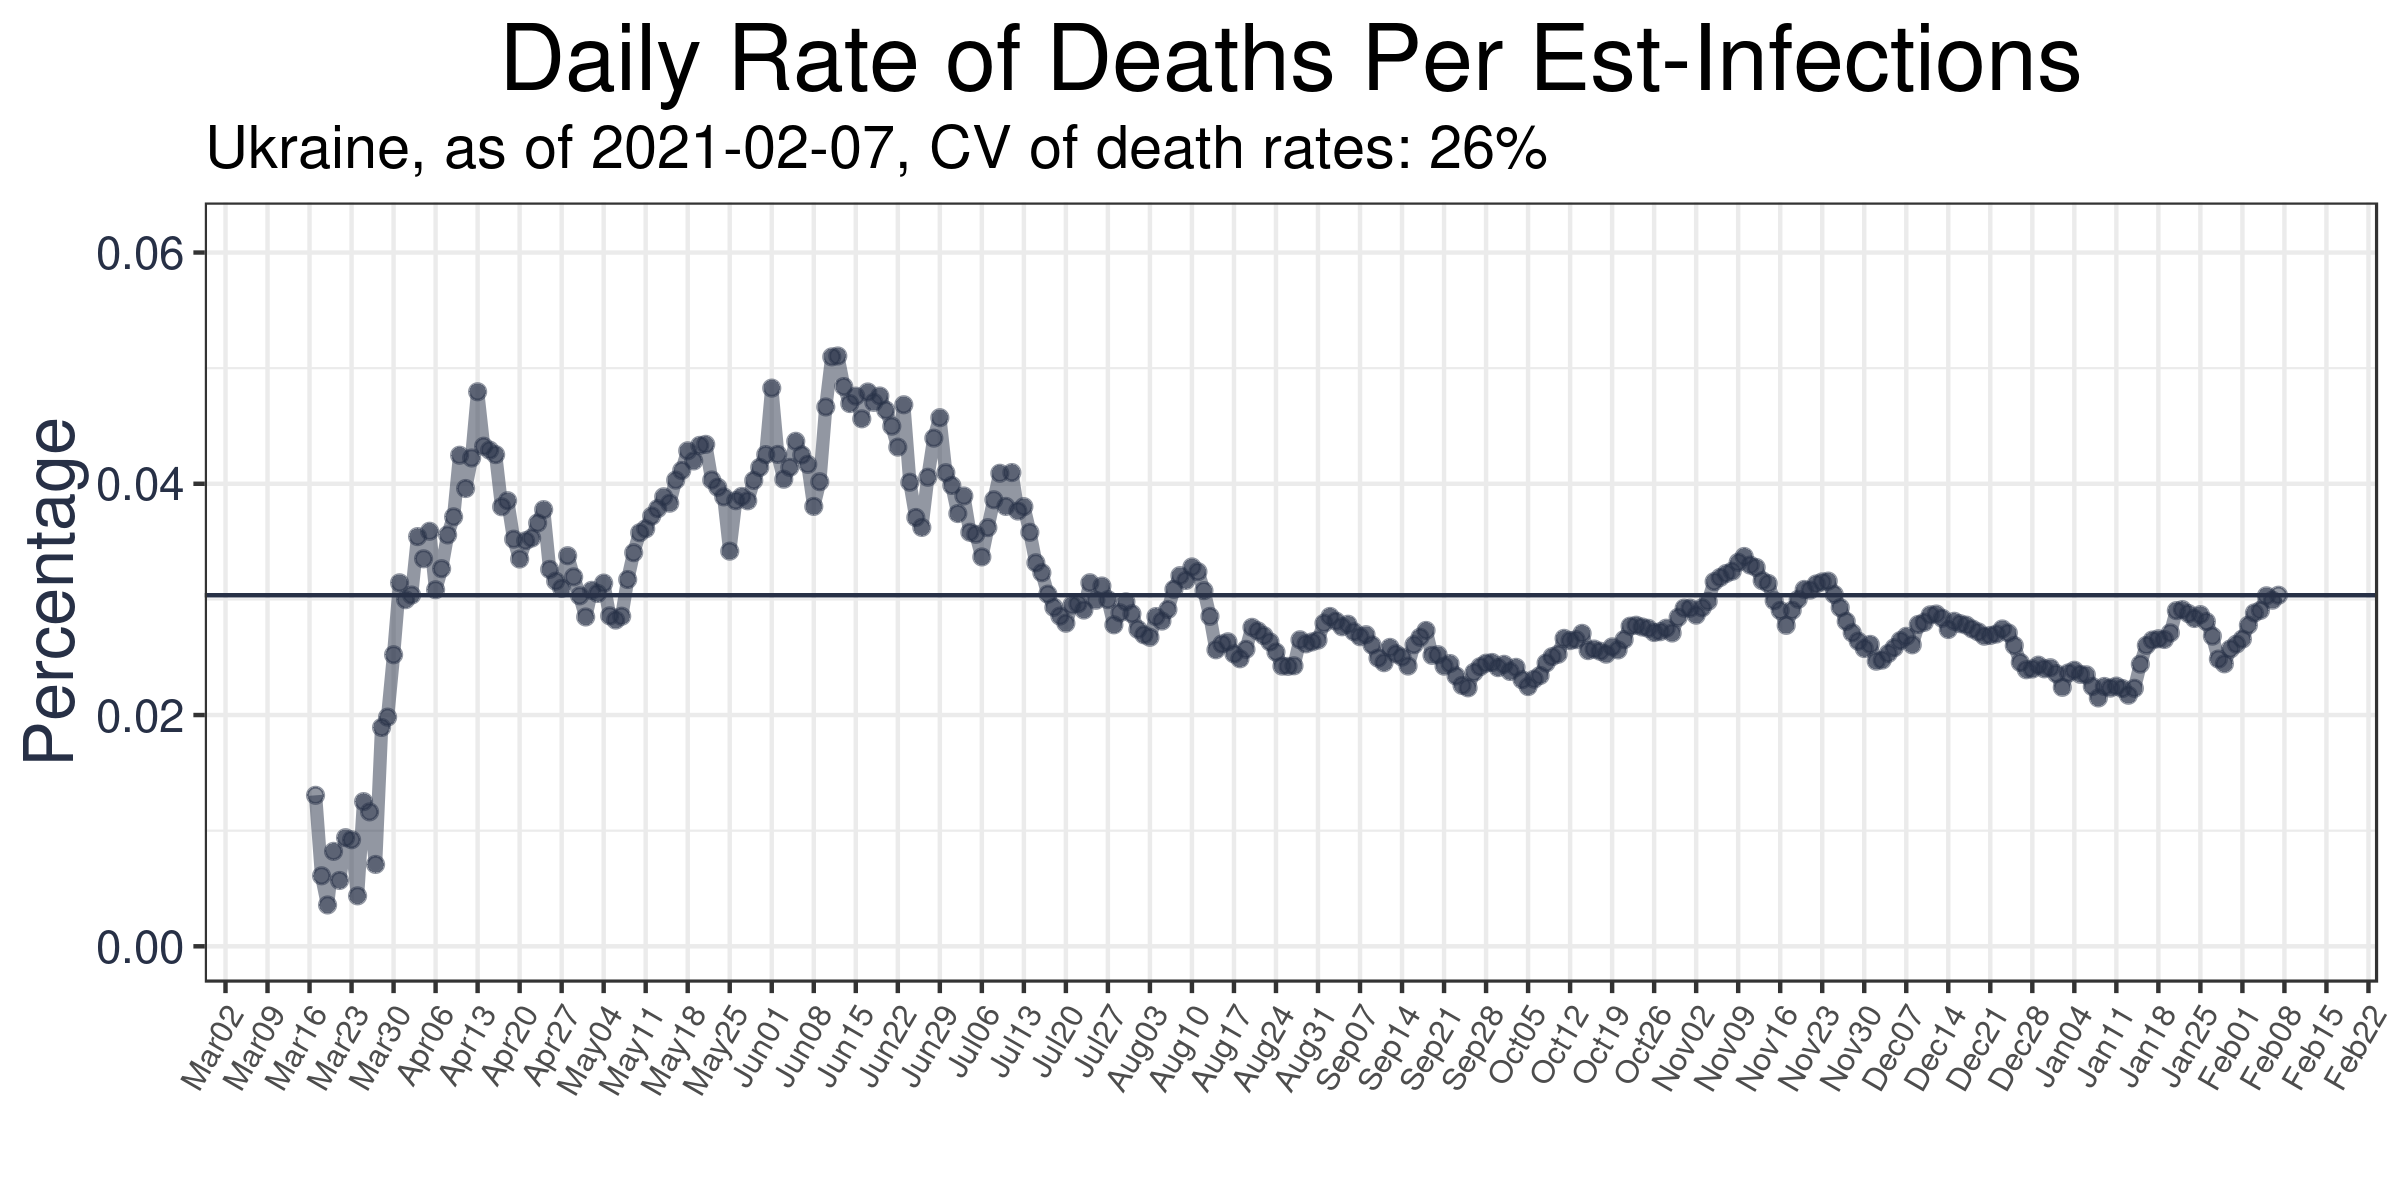 Daily Rate of Deaths Per Est-Infections
Ukraine, as of 2021-02-07, CV of death rates: 26%
Percentage
0.06
0.04
0.02
0.00
Mar02
Mar09
Mar16
Mar23
Mar30
Apr06
Apr13
Apr20
Apr27
May04
May11
May18
May25
Jun01
Jun08
Jun15
Jun22
Jun29
Jul06
Jul13
Jul20
Jul27
Aug03
Aug10
Aug17
Aug24
Aug31
Sep07
Sep14
Sep21
Sep28
Oct05
Oct12
Oct19
Oct26
Nov02
Nov09
Nov16
Nov23
Nov30
Dec07
Dec14
Dec21
Dec28
Jan04
Jan11
Jan18
Jan25
Feb01
Feb08
Feb15
Feb22